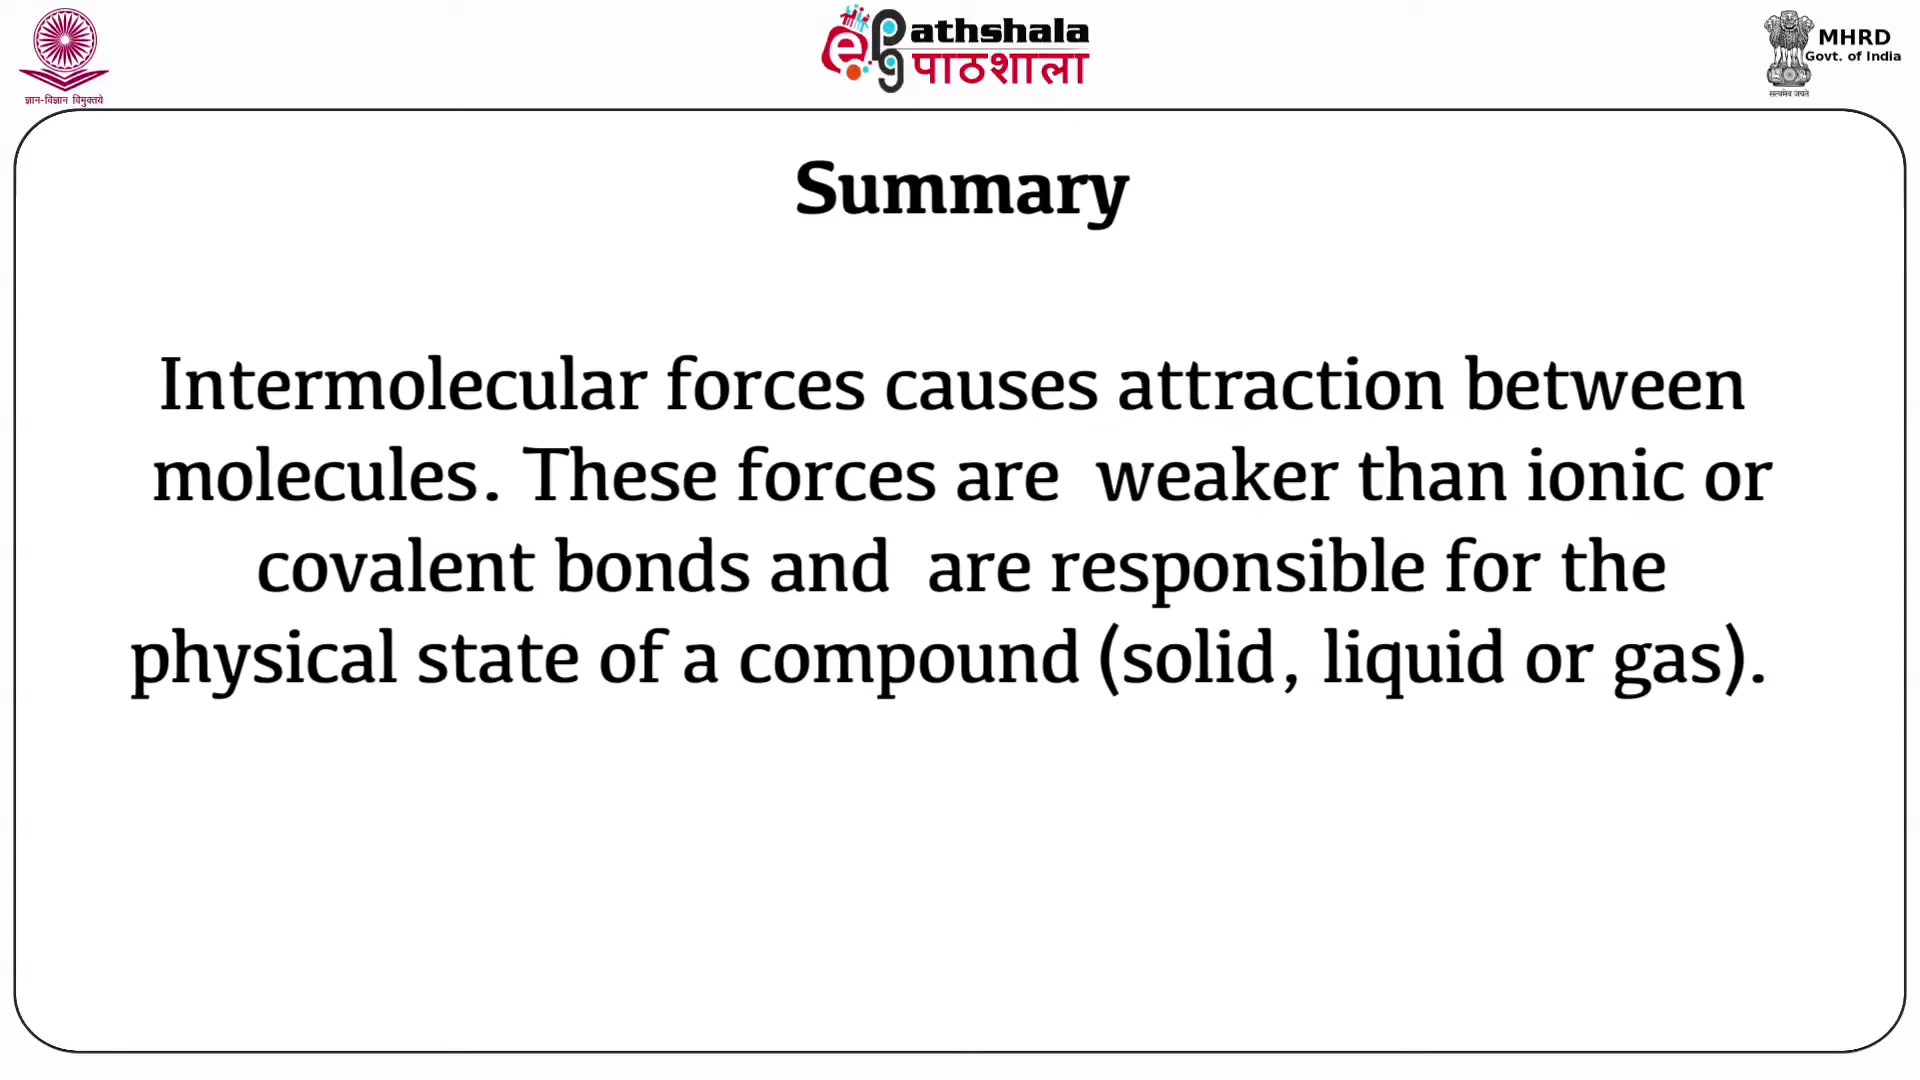 ज्ञान-विज्ञान विमुक्तये
ePG Pathshala
पाठशाला
MHRD
Govt. of India
सत्यमेव जयते
Summary
Intermolecular forces causes attraction between
molecules. These forces are  weaker than ionic or
covalent bonds and  are responsible for the
physical state of a compound (solid, liquid or gas).